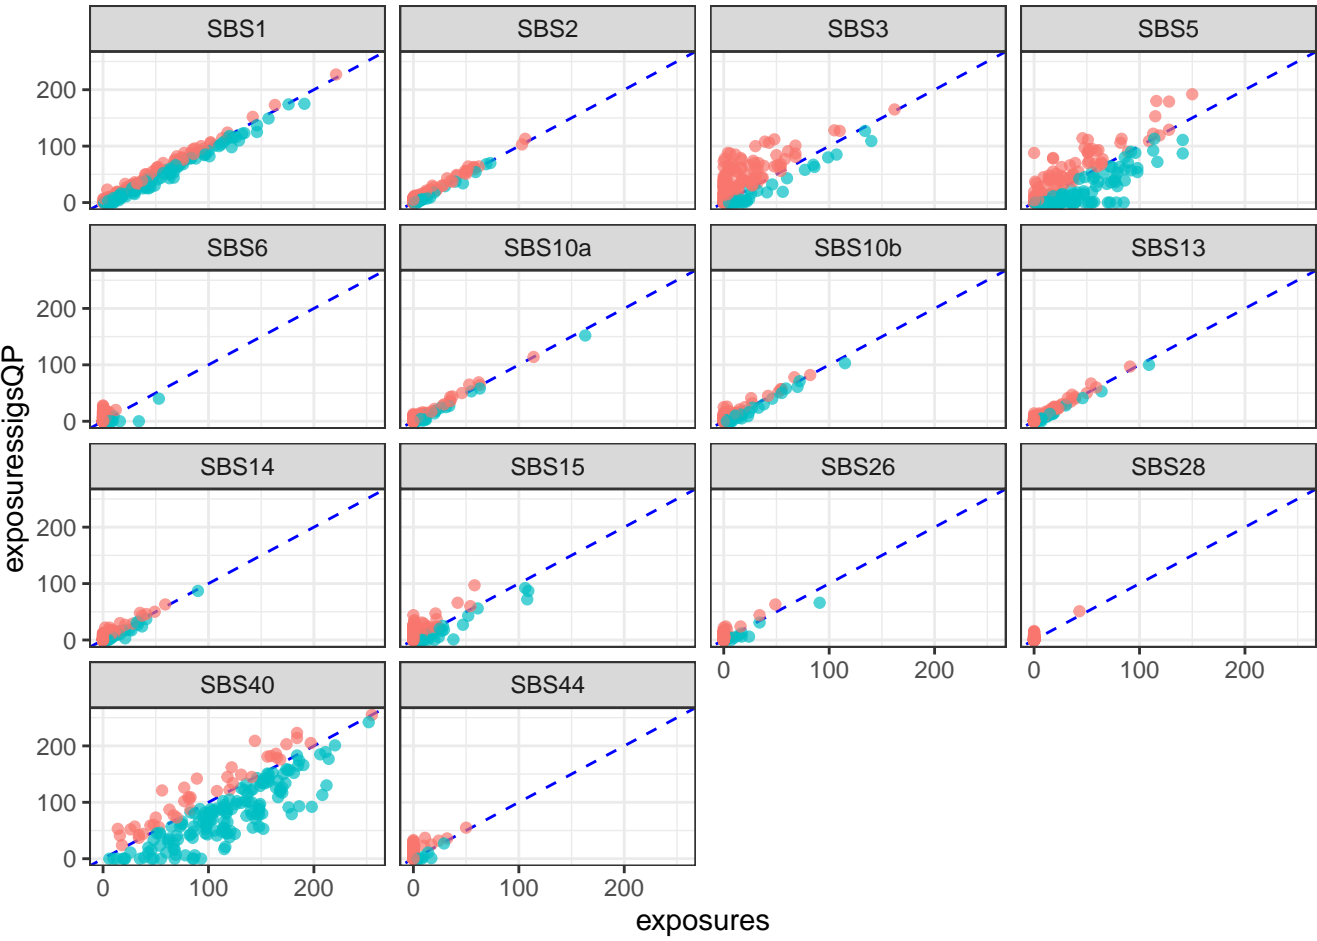 SBS1 SBS2 SBS3 SBS5
200
100
0
SBS6 SBS10a SBS10b SBS13
200
100
0
SBS14 SBS15 SBS26 SBS28
200
100
0
0 100 200 0 100 200
SBS40 SBS44
200
100
0
0 100 200 0 100 200
exposures
exposuressigsQP